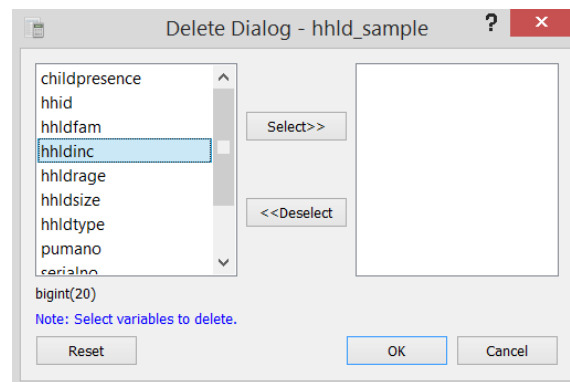 Delete Dialog - hhld_sample ? ×
childpresence
hhid
hhldfam
hhldinc
hhldrage
hhldsize
hhldtype
pumano
serialno
Select>>
<<Deselect
bigint(20)
Note: Select variables to delete.
Reset
OK
Cancel